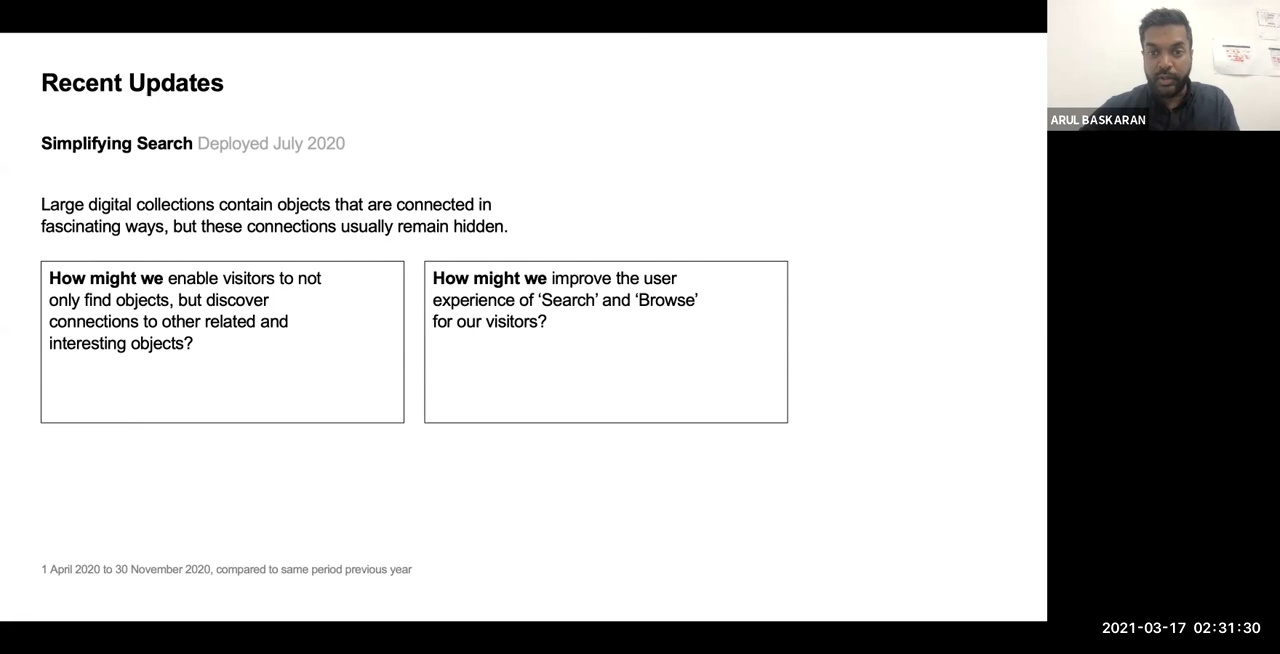 Recent Updates
Simplifying Search Deployed July 2020
Large digital collections contain objects that are connected in
fascinating ways, but these connections usually remain hidden.
How might we enable visitors to not
only find objects, but discover
connections to other related and
interesting objects?
How might we improve the user
experience of ‘Search’ and ‘Browse’
for our visitors?
1 April 2020 to 30 November 2020, compared to same period previous year
ARUL BASKARAN
2021-03-17 02:31:30